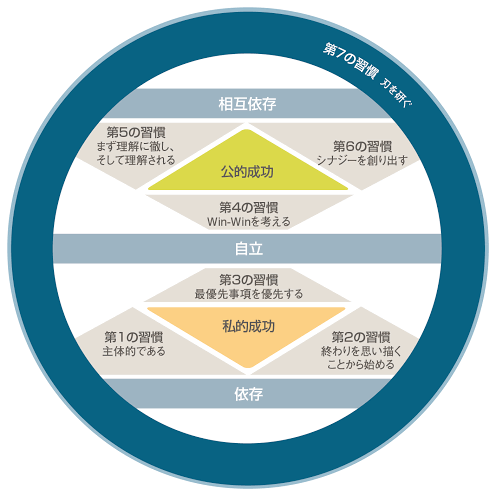 第7の習慣 刃を研ぐ
相互依存
第5の習慣
まず理解に徹し、
そして理解される
第6の習慣
シナジーを創り出す
公的成功
第4の習慣
Win-Winを考える
自立
第3の習慣
最優先事項を優先する
私的成功
第1の習慣
主体的である
第2の習慣
終わりを思い描く
ことから始める
依存